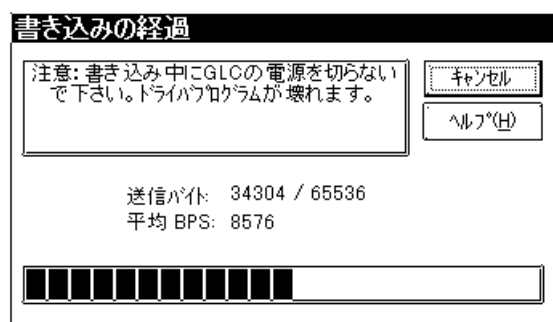 書き込みの経過
注意:書き込み中にGLCの電源を切らない
で下さい。ドライバプログラムが壊れます。
キャンセル
ヘルプ(H)
送信バイト: 34304 / 65536
平均 BPS: 8576